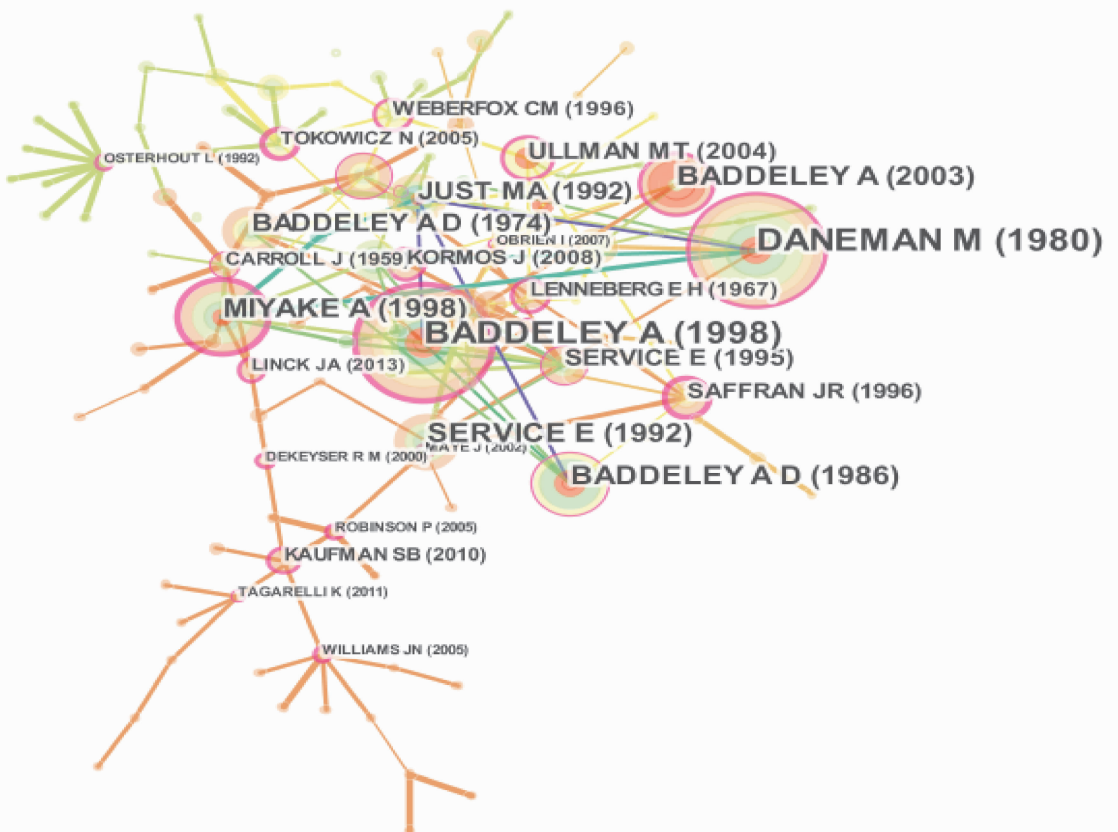 WEBERFOX CM (1996)
TOKOWICZ N (2005)
OSTERHOUT L (1992)
ULLMAN MT (2004)
BADDELEY A (2003)
JUST MA (1992)
BADDELEY A D (1974)
OBRIEN I (2007)
DANEMAN M (1980)
CARROLL J (1959)
KORMOS J (2008)
LENNEBERG E H (1967)
MIYAKE A (1998)
BADDELEY A (1998)
SERVICE E (1995)
LINCK JA (2013)
SAFFRAN JR (1996)
SERVICE E (1992)
MAYE J (2002)
DEKEYSER R M (2000)
BADDELEY A D (1986)
ROBINSON P (2005)
KAUFMAN SB (2010)
TAGARELLI K (2011)
WILLIAMS JN (2005)